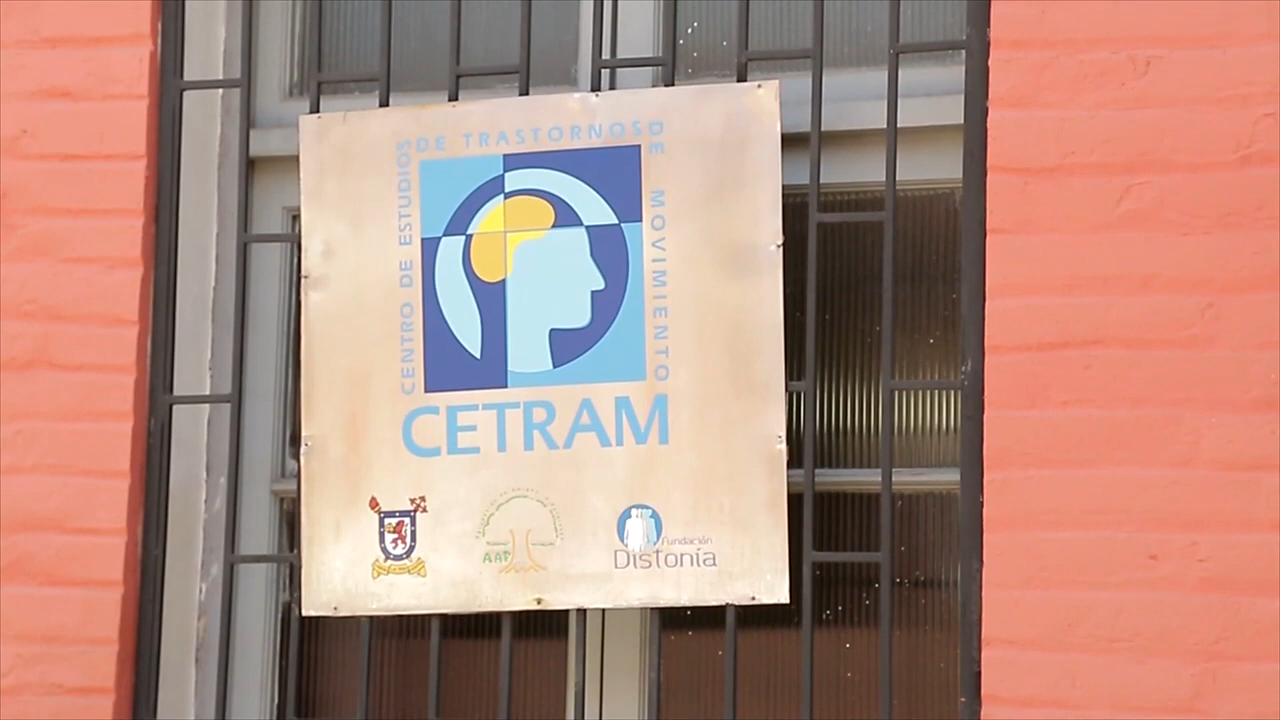 CENTRO DE ESTUDIOS
DE TRASTORNOS
DE MOVIMIENTO
CETRAM
AAP
Fundación
Distonía